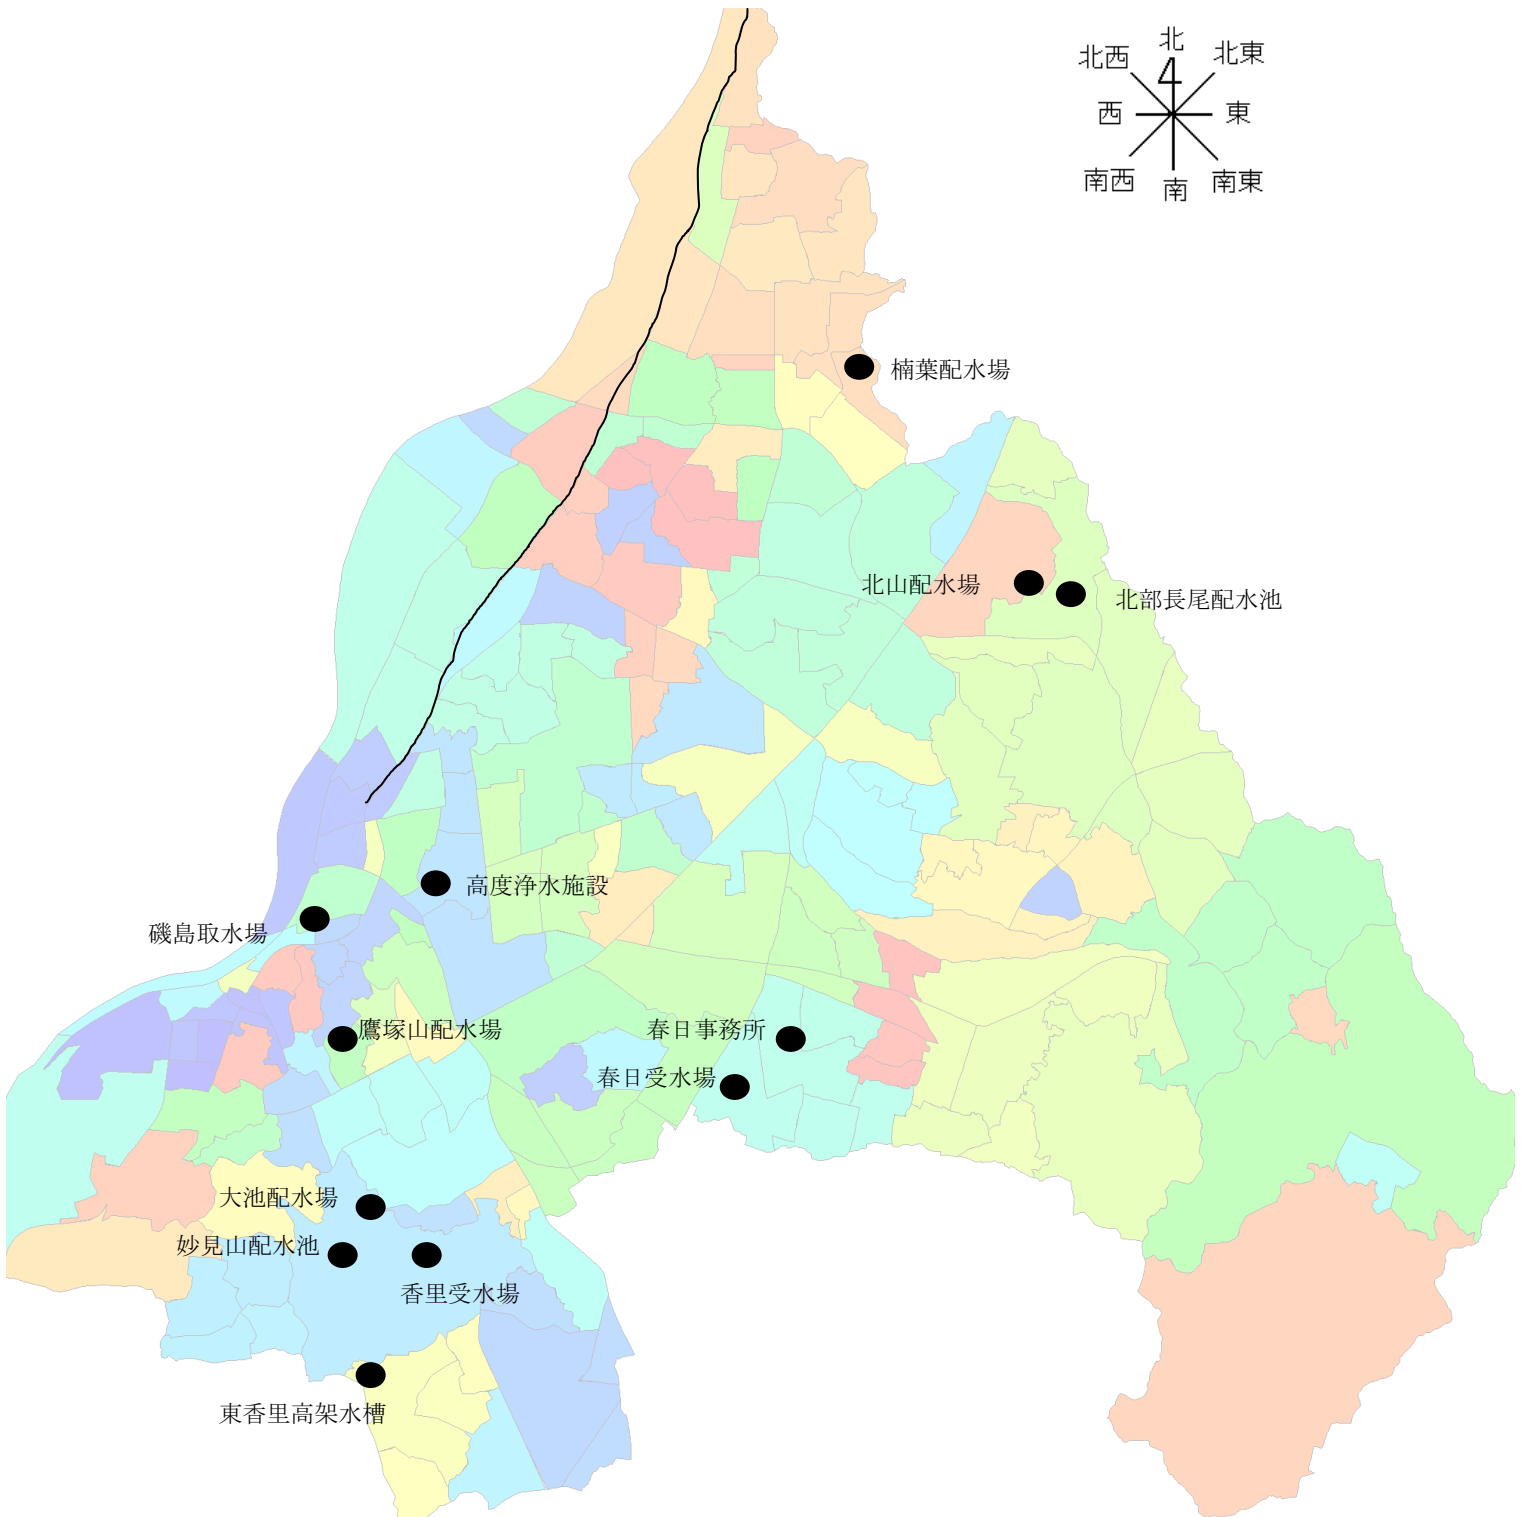 北
北西
北東
西
東
南西
南
南東
楠葉配水場
北山配水場
北部長尾配水池
高度浄水施設
磯島取水場
鷹塚山配水場
春日事務所
春日受水場
大池配水場
妙見山配水池
香里受水場
東香里高架水槽